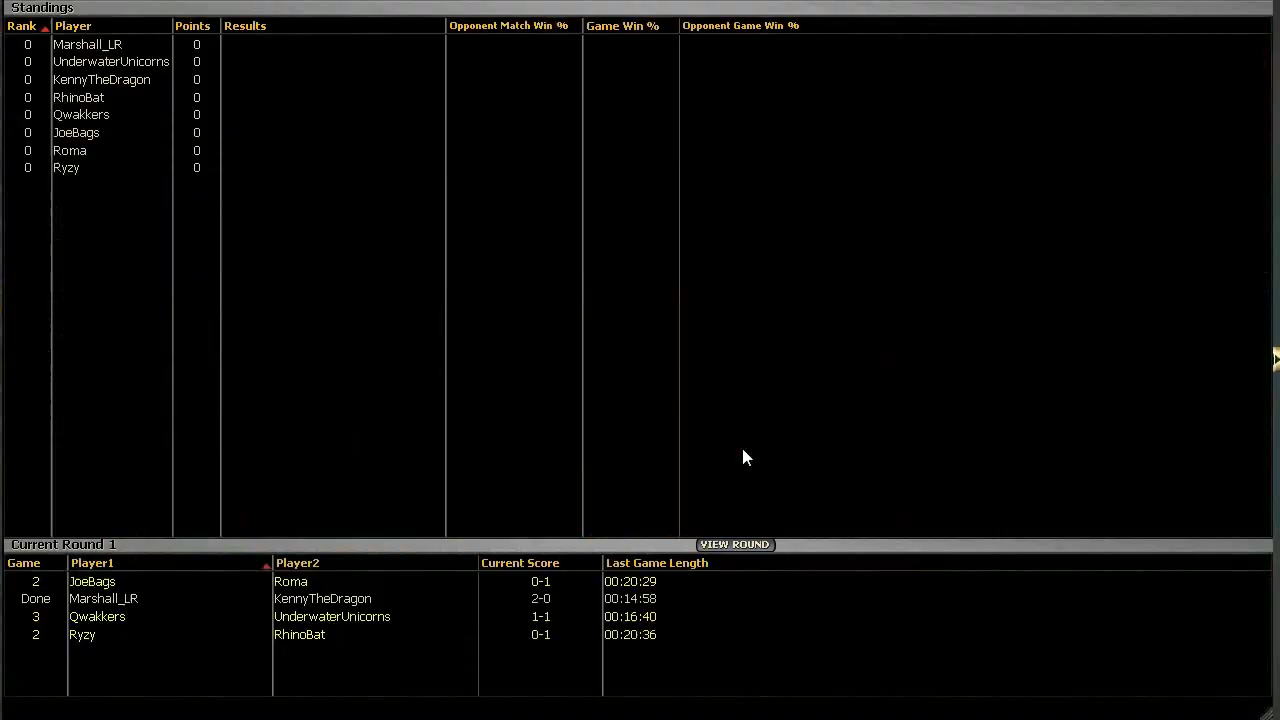 Standings
Rank Player Points Results Opponent Match Win % Game Win % Opponent Game Win %
0 Marshall_LR 0
0 UnderwaterUnicorns 0
0 KennyTheDragon 0
0 RhinoBat 0
0 Qwakkers 0
0 JoeBags 0
0 Roma 0
0 Ryzy 0
Current Round 1 VIEW ROUND
Game Player1 Player2 Current Score Last Game Length
2 JoeBags Roma 0-1 00:20:29
Done Marshall_LR KennyTheDragon 2-0 00:14:58
3 Qwakkers UnderwaterUnicorns 1-1 00:16:40
2 Ryzy RhinoBat 0-1 00:20:36